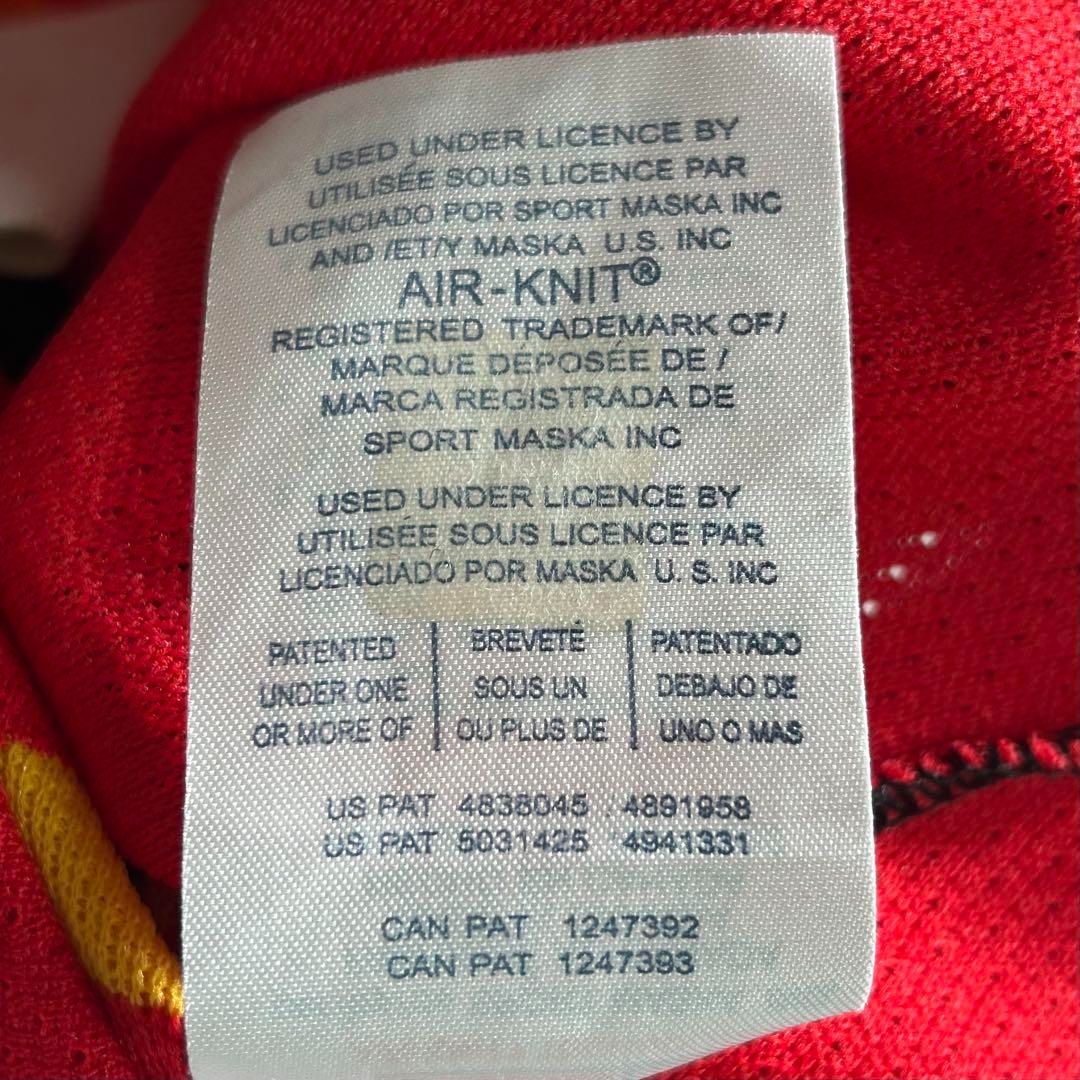 USED UNDER LICENCE BY
UTILISÉE SOUS LICENCE PAR
LICENCIADO POR SPORT MASKA INC
AND /ET/Y MASKA U.S. INC
AIR-KNIT®
REGISTERED TRADEMARK OF/
MARQUE DÉPOSÉE DE /
MARCA REGISTRADA DE
SPORT MASKA INC
USED UNDER LICENCE BY
UTILISÉE SOUS LICENCE PAR
LICENCIADO POR MASKA U. S. INC
PATENTED
UNDER ONE
OR MORE OF
BREVETÉ
SOUS UN
OU PLUS DE
PATENTADO
DEBAJO DE
UNO O MAS
US PAT 4838045 4891958
US PAT 5031425 4941331
CAN PAT 1247392
CAN PAT 1247393